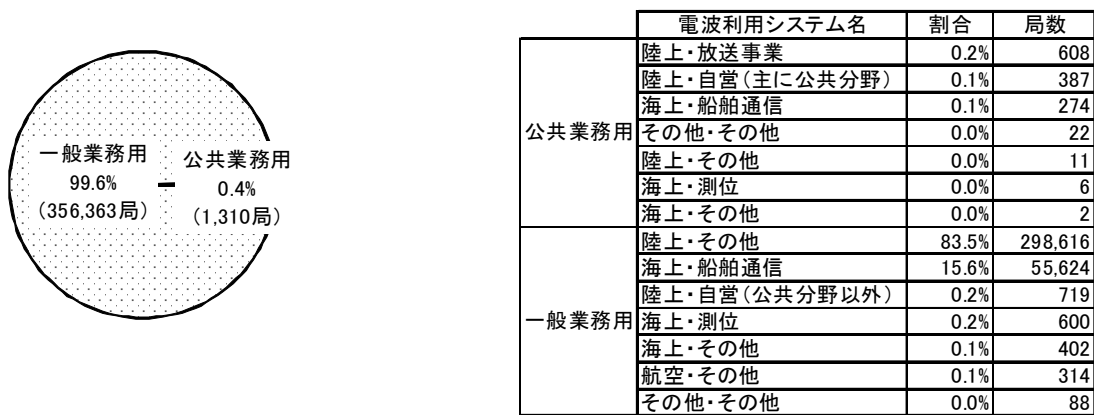 一般業務用
99.6%
(356,363局)
公共業務用
0.4%
(1,310局)
電波利用システム名 割合 局数
公共業務用
陸上・放送事業 0.2% 608
陸上・自営(主に公共分野) 0.1% 387
海上・船舶通信 0.1% 274
その他・その他 0.0% 22
陸上・その他 0.0% 11
海上・測位 0.0% 6
海上・その他 0.0% 2
一般業務用
陸上・その他 83.5% 298,616
海上・船舶通信 15.6% 55,624
陸上・自営(公共分野以外) 0.2% 719
海上・測位 0.2% 600
海上・その他 0.1% 402
航空・その他 0.1% 314
その他・その他 0.0% 88